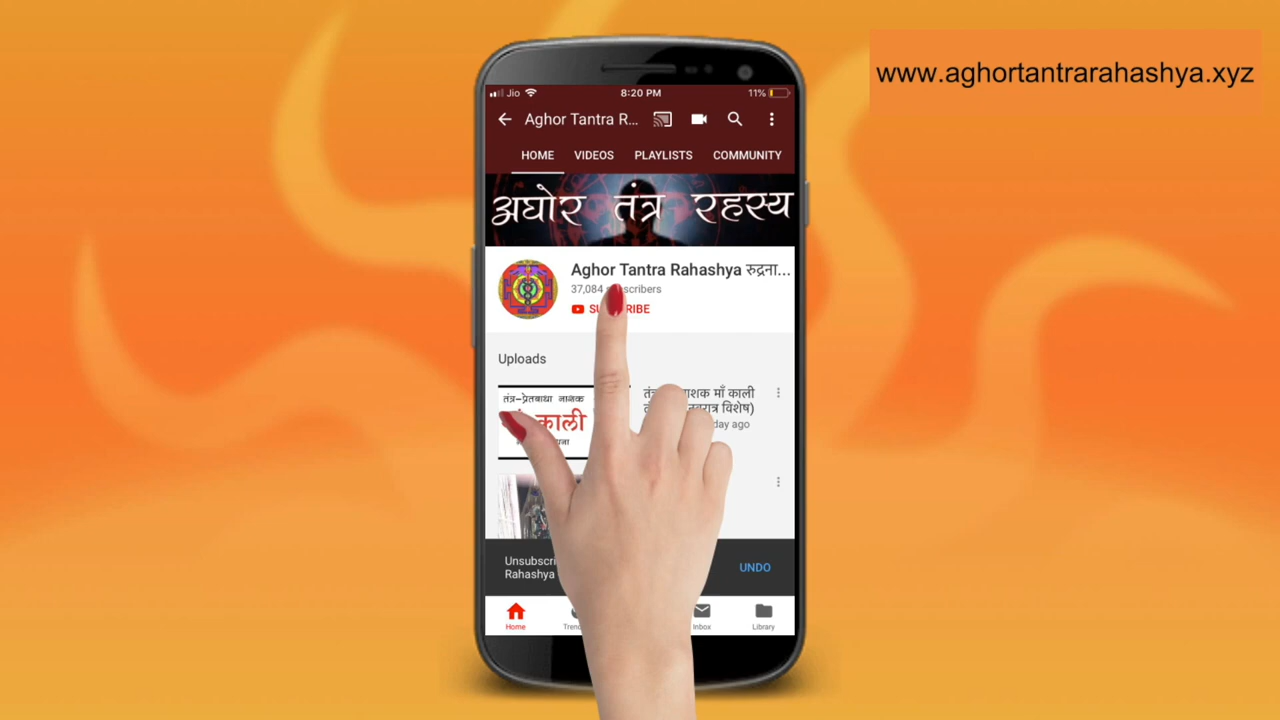 www.aghortantrarahashya.xyz
Jio
8:20 PM
11%
Aghor Tantra R...
HOME VIDEOS PLAYLISTS COMMUNITY
अघोर तंत्र रहस्य
Aghor Tantra Rahashya रुद्रना...
37,084
Uploads
तंत्र-प्रेतबाधा नाशक
माँ काली
काली
day ago
Rahashya
UNDO
Home
Inbox
Library